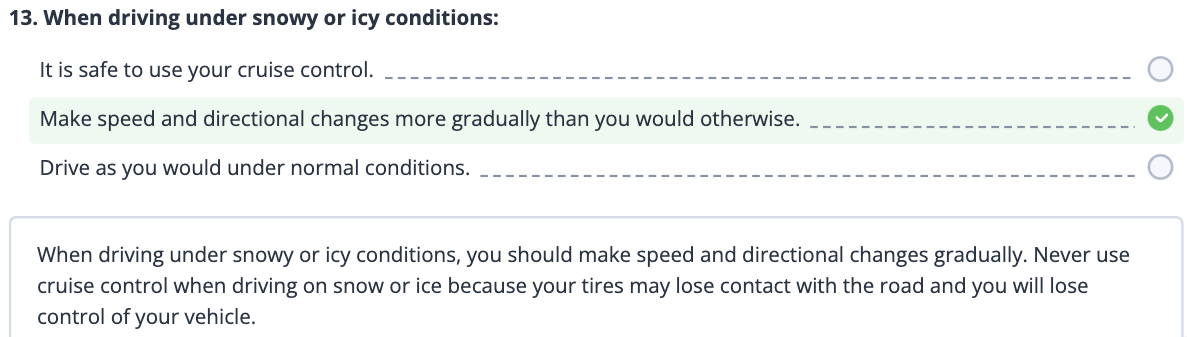 13. When driving under snowy or icy conditions:
It is safe to use your cruise control.
Make speed and directional changes more gradually than you would otherwise.
Drive as you would under normal conditions.
When driving under snowy or icy conditions, you should make speed and directional changes gradually. Never use
cruise control when driving on snow or ice because your tires may lose contact with the road and you will lose
control of your vehicle.